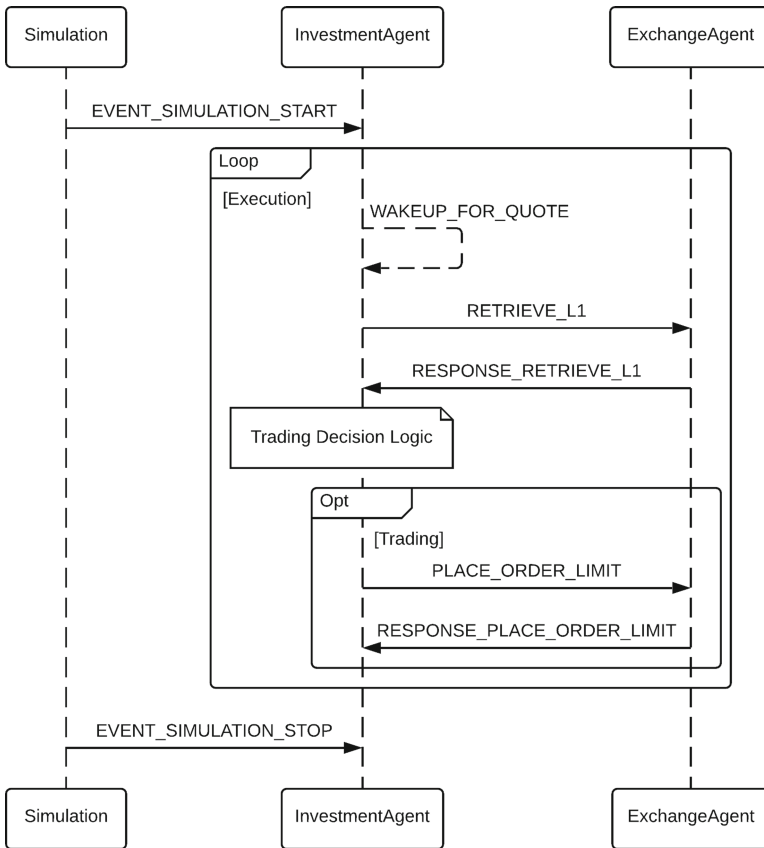 Simulation
InvestmentAgent
ExchangeAgent
EVENT_SIMULATION_START
Loop
[Execution]
WAKEUP_FOR_QUOTE
RETRIEVE_L1
RESPONSE_RETRIEVE_L1
Trading Decision Logic
Opt
[Trading]
PLACE_ORDER_LIMIT
RESPONSE_PLACE_ORDER_LIMIT
EVENT_SIMULATION_STOP
Simulation
InvestmentAgent
ExchangeAgent